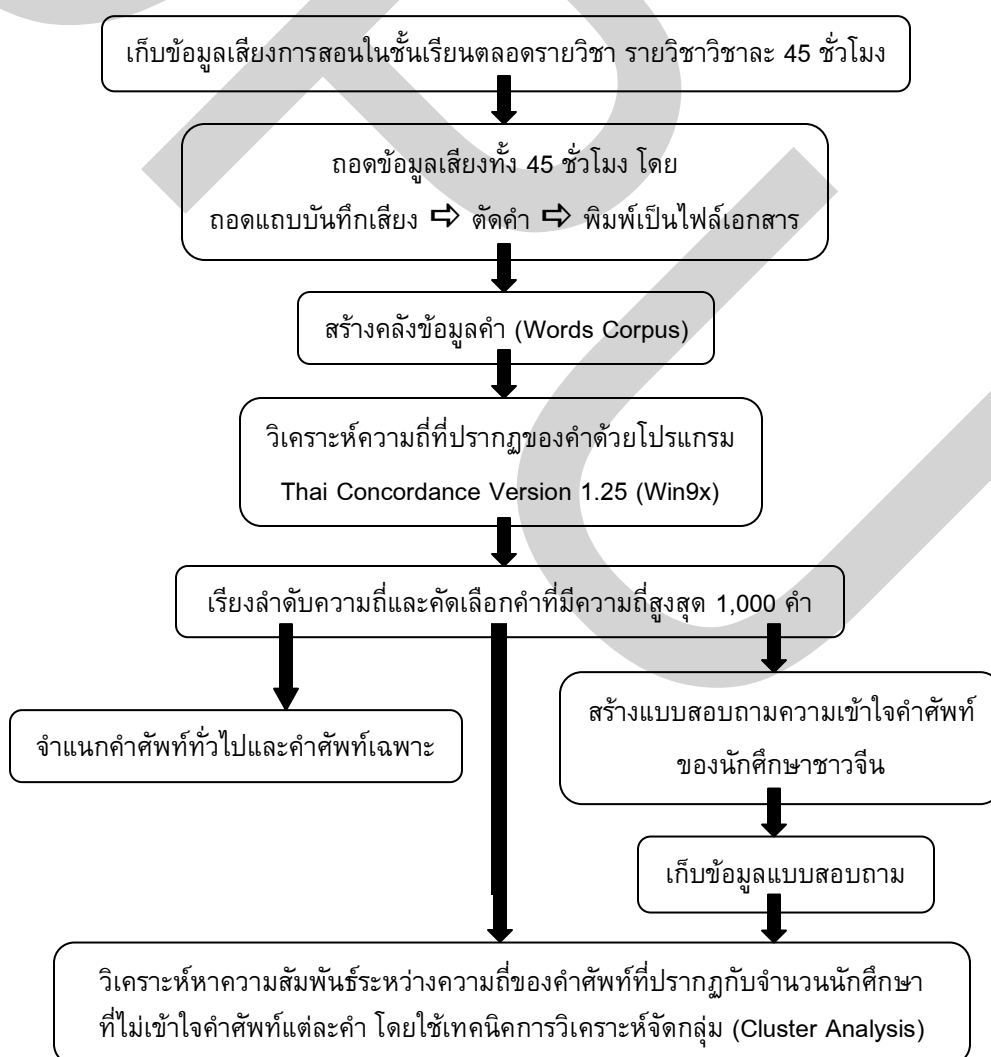 เก็บข้อมูลเสียงการสอนในชั้นเรียนตลอดรายวิชา รายวิชาวิชาละ 45 ชั่วโมง
ถอดข้อมูลเสียงทั้ง 45 ชั่วโมง โดย
ถอดแถบบันทึกเสียง ⇨ ตัดคำ ⇨ พิมพ์เป็นไฟล์เอกสาร
สร้างคลังข้อมูลคำ (Words Corpus)
วิเคราะห์ความถี่ที่ปรากฏของคำด้วยโปรแกรม
Thai Concordance Version 1.25 (Win9x)
เรียงลำดับความถี่และคัดเลือกคำที่มีความถี่สูงสุด 1,000 คำ
จำแนกคำศัพท์ทั่วไปและคำศัพท์เฉพาะ
สร้างแบบสอบถามความเข้าใจคำศัพท์
ของนักศึกษาชาวจีน
เก็บข้อมูลแบบสอบถาม
วิเคราะห์หาความสัมพันธ์ระหว่างความถี่ของคำศัพท์ที่ปรากฏกับจำนวนนักศึกษา
ที่ไม่เข้าใจคำศัพท์แต่ละคำ โดยใช้เทคนิคการวิเคราะห์จัดกลุ่ม (Cluster Analysis)